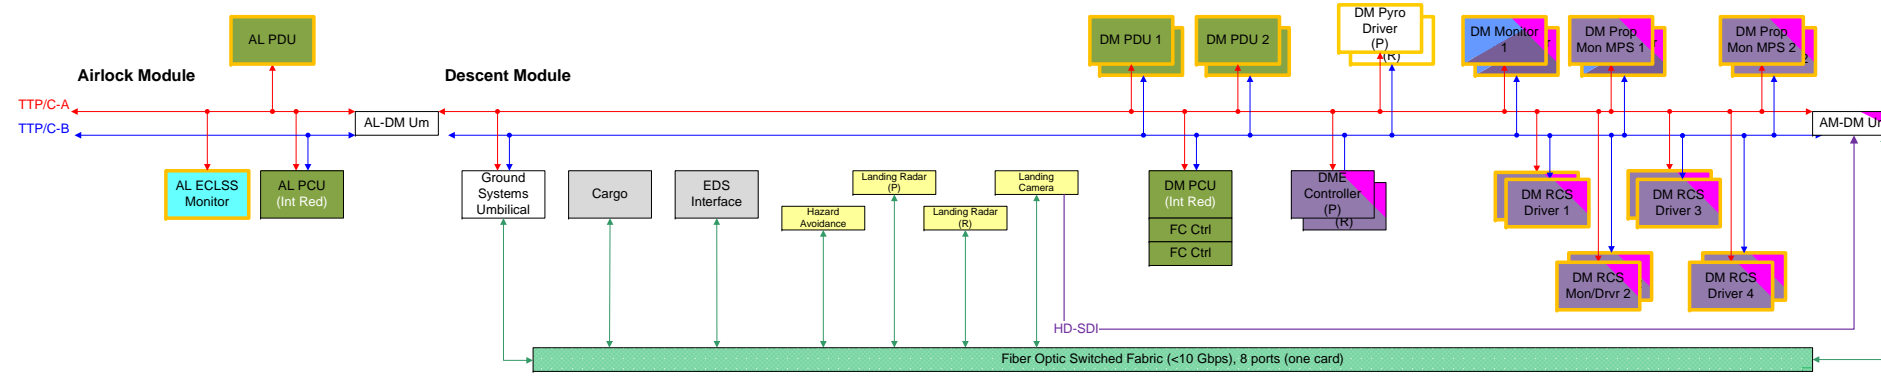 AL PDU
DM PDU 1
DM PDU 2
DM Pyro
Driver
(P)
(R)
DM Monitor
1
DM Prop
Mon MPS 1
DM Prop
Mon MPS 2
2
Airlock Module
Descent Module
TTP/C-A
TTP/C-B
AL-DM Um
AM-DM Um
AL ECLSS
Monitor
AL PCU
(Int Red)
Ground
Systems
Umbilical
Cargo
EDS
Interface
Hazard
Avoidance
Landing Radar
(P)
Landing Radar
(R)
Landing
Camera
DM PCU
(Int Red)
FC Ctrl
FC Ctrl
DME
Controller
(P)
(R)
DM RCS
Driver 1
DM RCS
Driver 3
DM RCS
Mon/Drvr 2
DM RCS
Driver 4
HD-SDI
Fiber Optic Switched Fabric (<10 Gbps), 8 ports (one card)